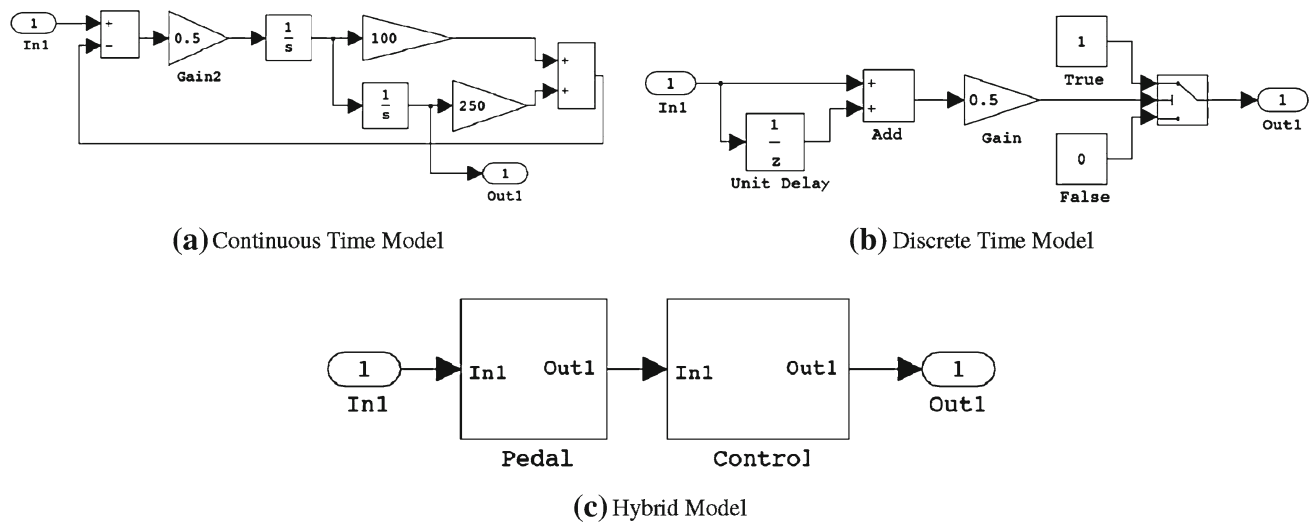 1
In1
+
−
0.5
Gain2
1
s
100
1
s
250
+
+
1
Out1
(a) Continuous Time Model
1
In1
1
z
Unit Delay
+
+
Add
0.5
Gain
1
True
0
False
1
Out1
(b) Discrete Time Model
1
In1
In1 Out1
Pedal
In1 Out1
Control
1
Out1
(c) Hybrid Model